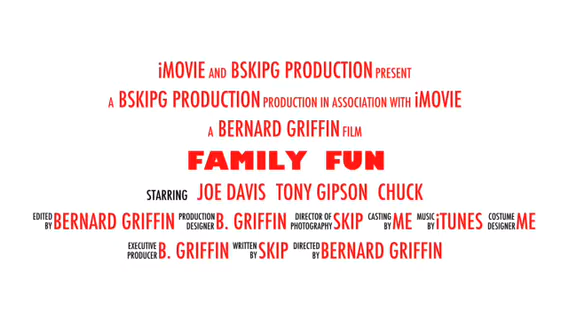 iMOVIE AND BSKIPG PRODUCTION PRESENT
A BSKIPG PRODUCTION PRODUCTION IN ASSOCIATION WITH iMOVIE
A BERNARD GRIFFIN FILM
FAMILY FUN
STARRING JOE DAVIS TONY GIPSON CHUCK
EDITED BY BERNARD GRIFFIN PRODUCTION DESIGNER B. GRIFFIN DIRECTOR OF PHOTOGRAPHY SKIP CASTING BY ME MUSIC BY iTUNES COSTUME DESIGNER ME
EXECUTIVE PRODUCER B. GRIFFIN WRITTEN BY SKIP DIRECTED BY BERNARD GRIFFIN